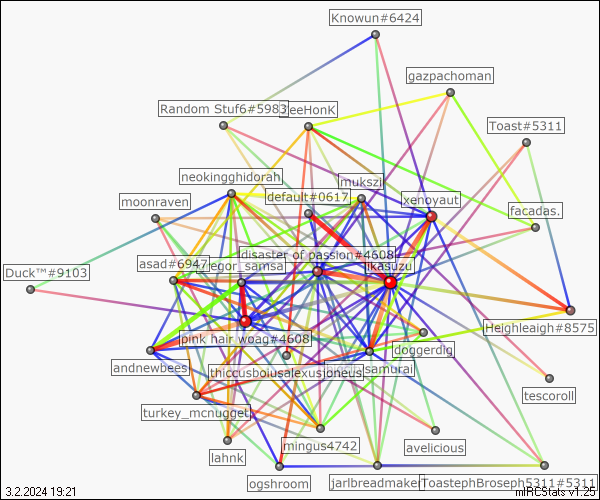 Knowun#6424
gazpachoman
Random Stuf6#5983
eeHonK
Toast#5311
neokingghidorah
mukszi
default#0617
xenoyaut
moonraven
facadas.
disaster of passion#4608
asad#6947
gregor_samsa
ikasuzu
Duck™#9103
Heighleaigh#8575
pink hair woag#4608
doggerdig
andnewbees
thiccusboiusalexusjoneus
samurai
tescoroll
turkey_mcnugget
mingus4742
avelicious
lahnk
ogshroom
jarlbreadmaker
ToastephBroseph5311#5311
3.2.2024 19:21
mIRCStats v1.25